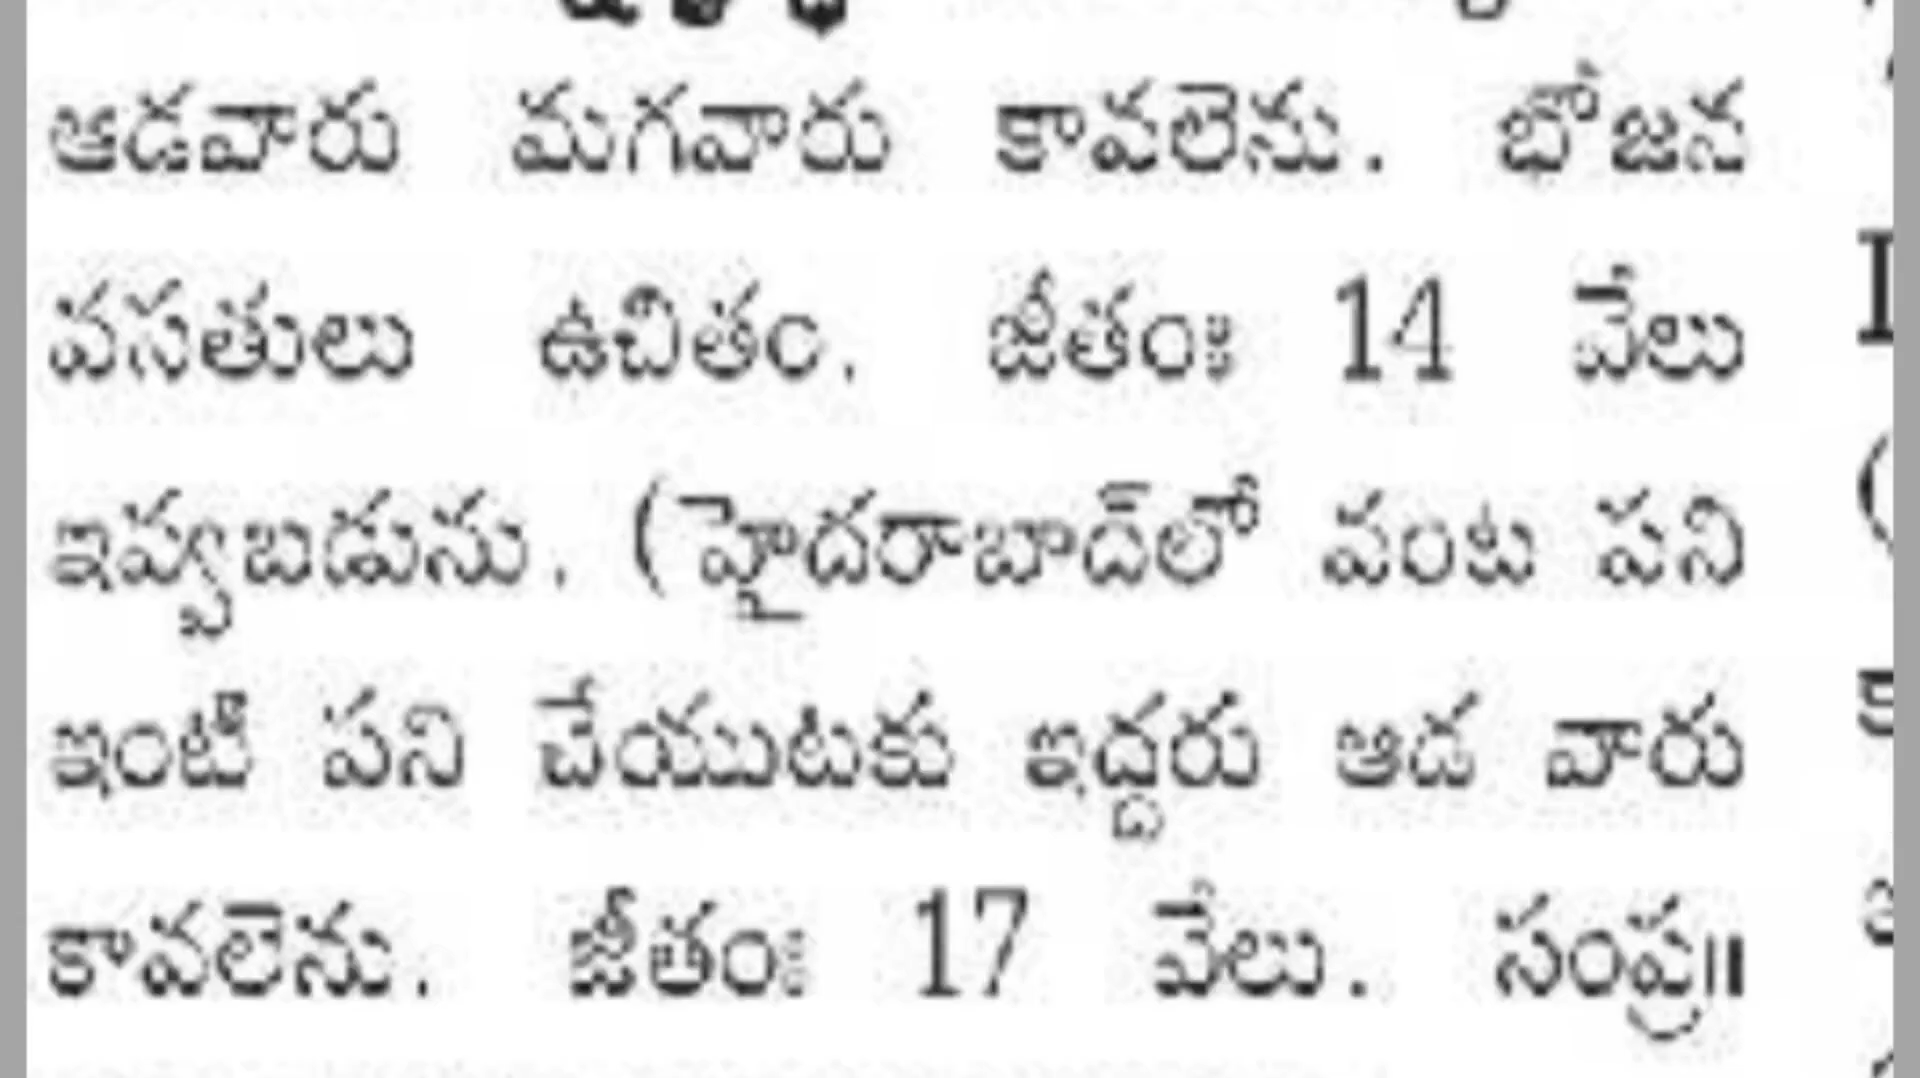 ఆడవారు మగవారు కావలెను. భోజన
వసతులు ఉచితం. జీతంః 14 వేలు
ఇవ్వబడును. (హైదరాబాద్‌లో వంట పని
ఇంటి పని చేయుటకు ఇద్దరు ఆడ వారు
కావలెను. జీతంః 17 వేలు. సంప్ర॥